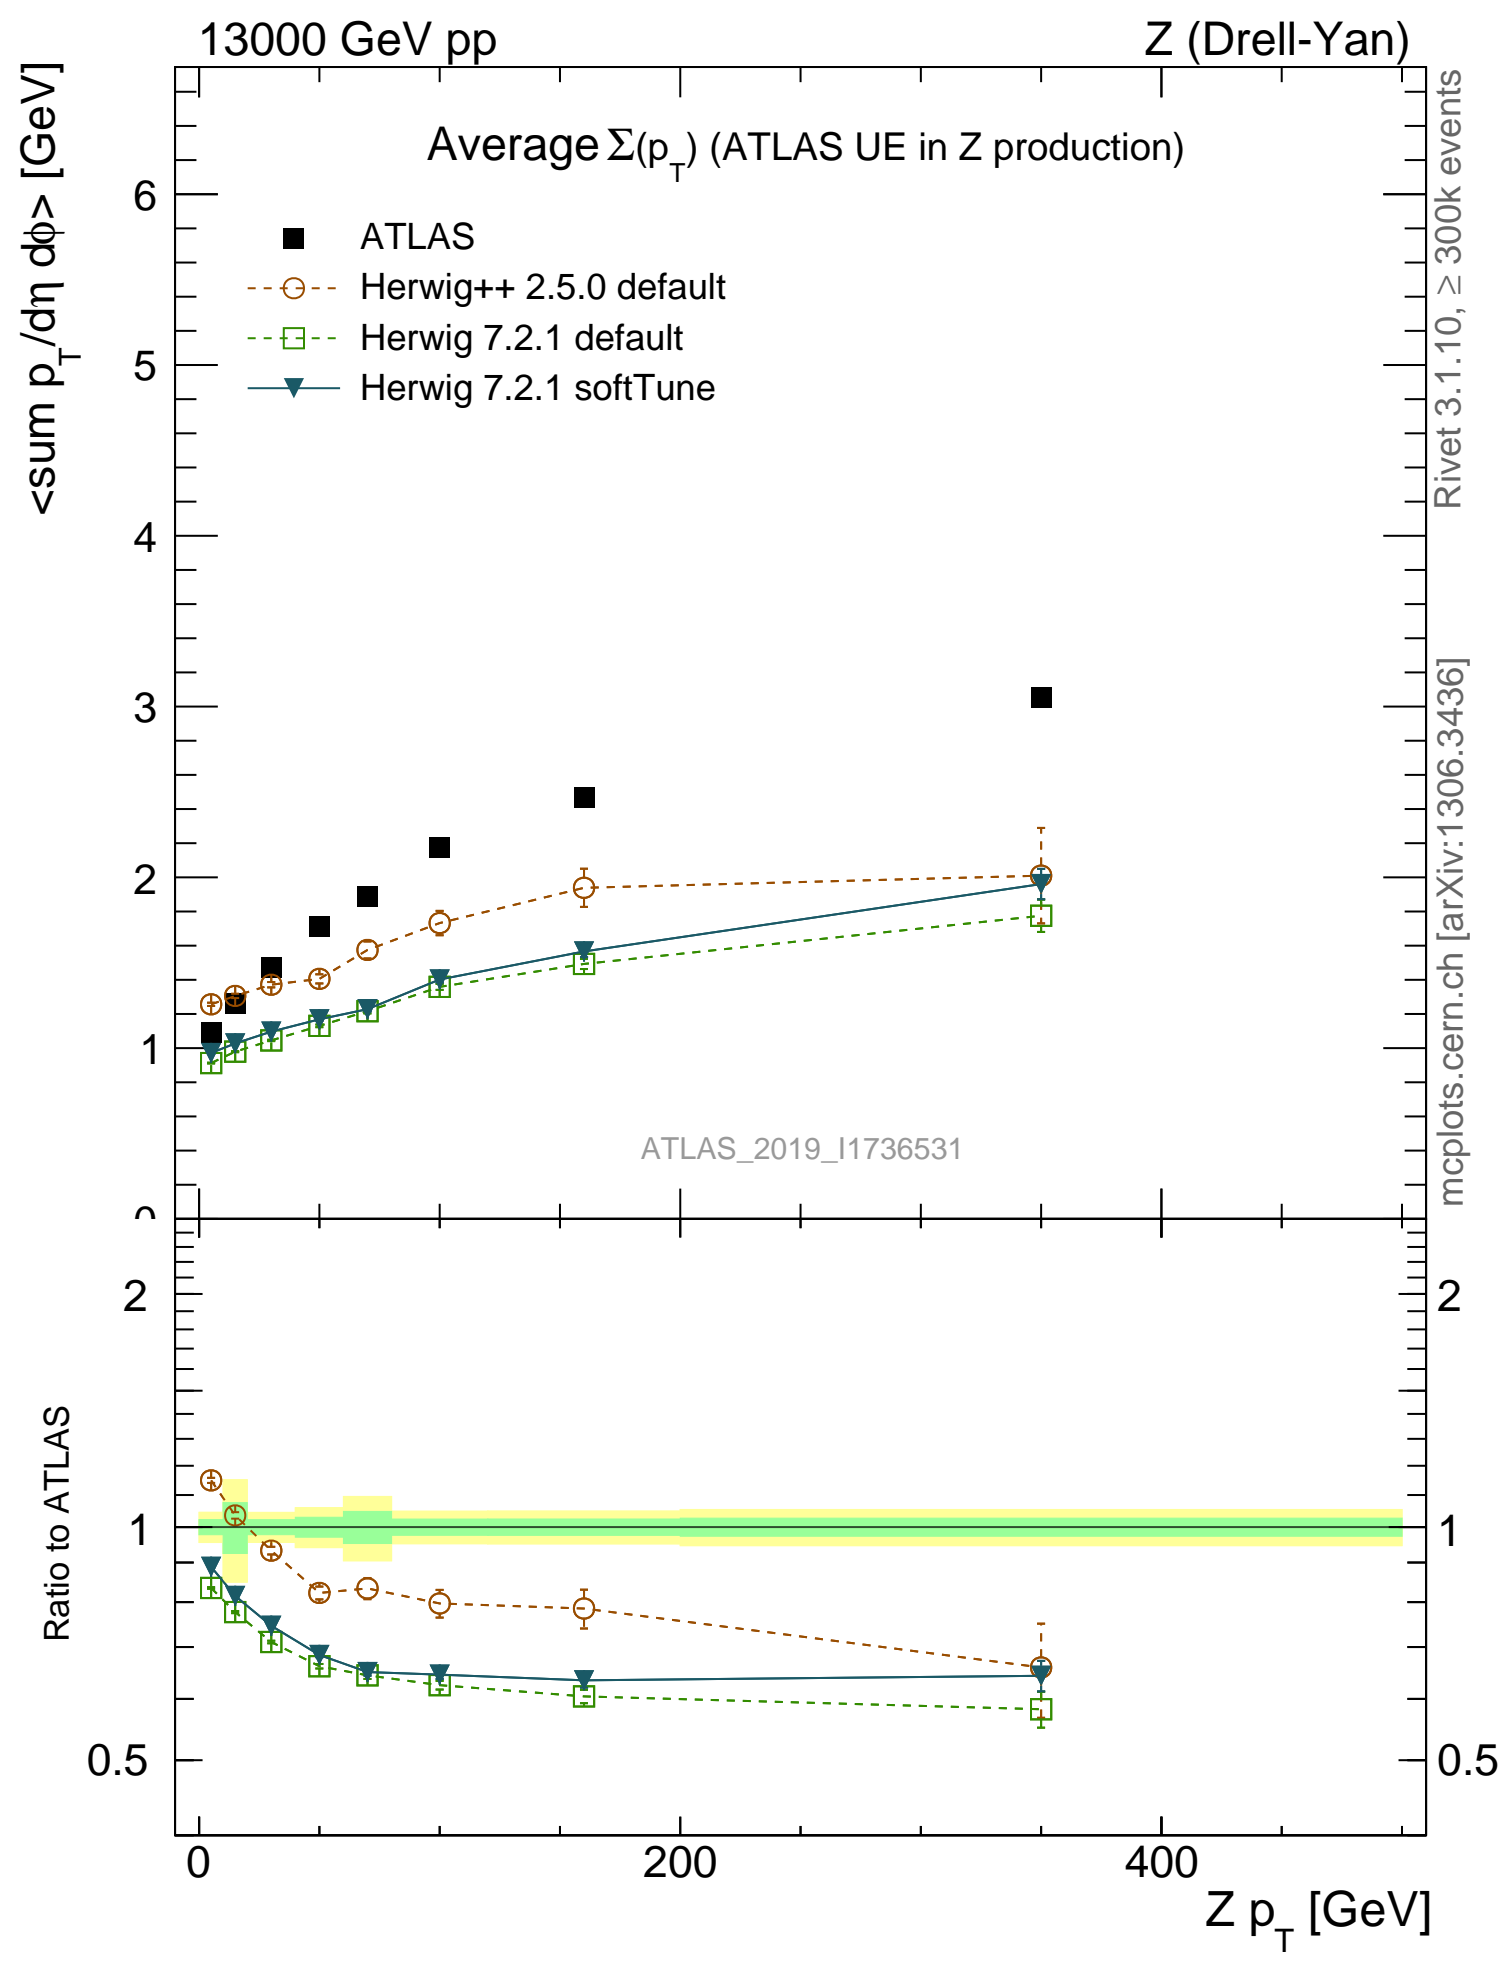 13000 GeV pp
Z (Drell-Yan)
<sum p_T/dη dϕ> [GeV]
Average Σ(p_T) (ATLAS UE in Z production)
ATLAS
Herwig++ 2.5.0 default
Herwig 7.2.1 default
Herwig 7.2.1 softTune
6
5
4
3
2
1
0
ATLAS_2019_I1736531
Rivet 3.1.10, ≥ 300k events
mcplots.cern.ch [arXiv:1306.3436]
Ratio to ATLAS
2
1
0.5
2
1
0.5
0
200
400
Z p_T [GeV]